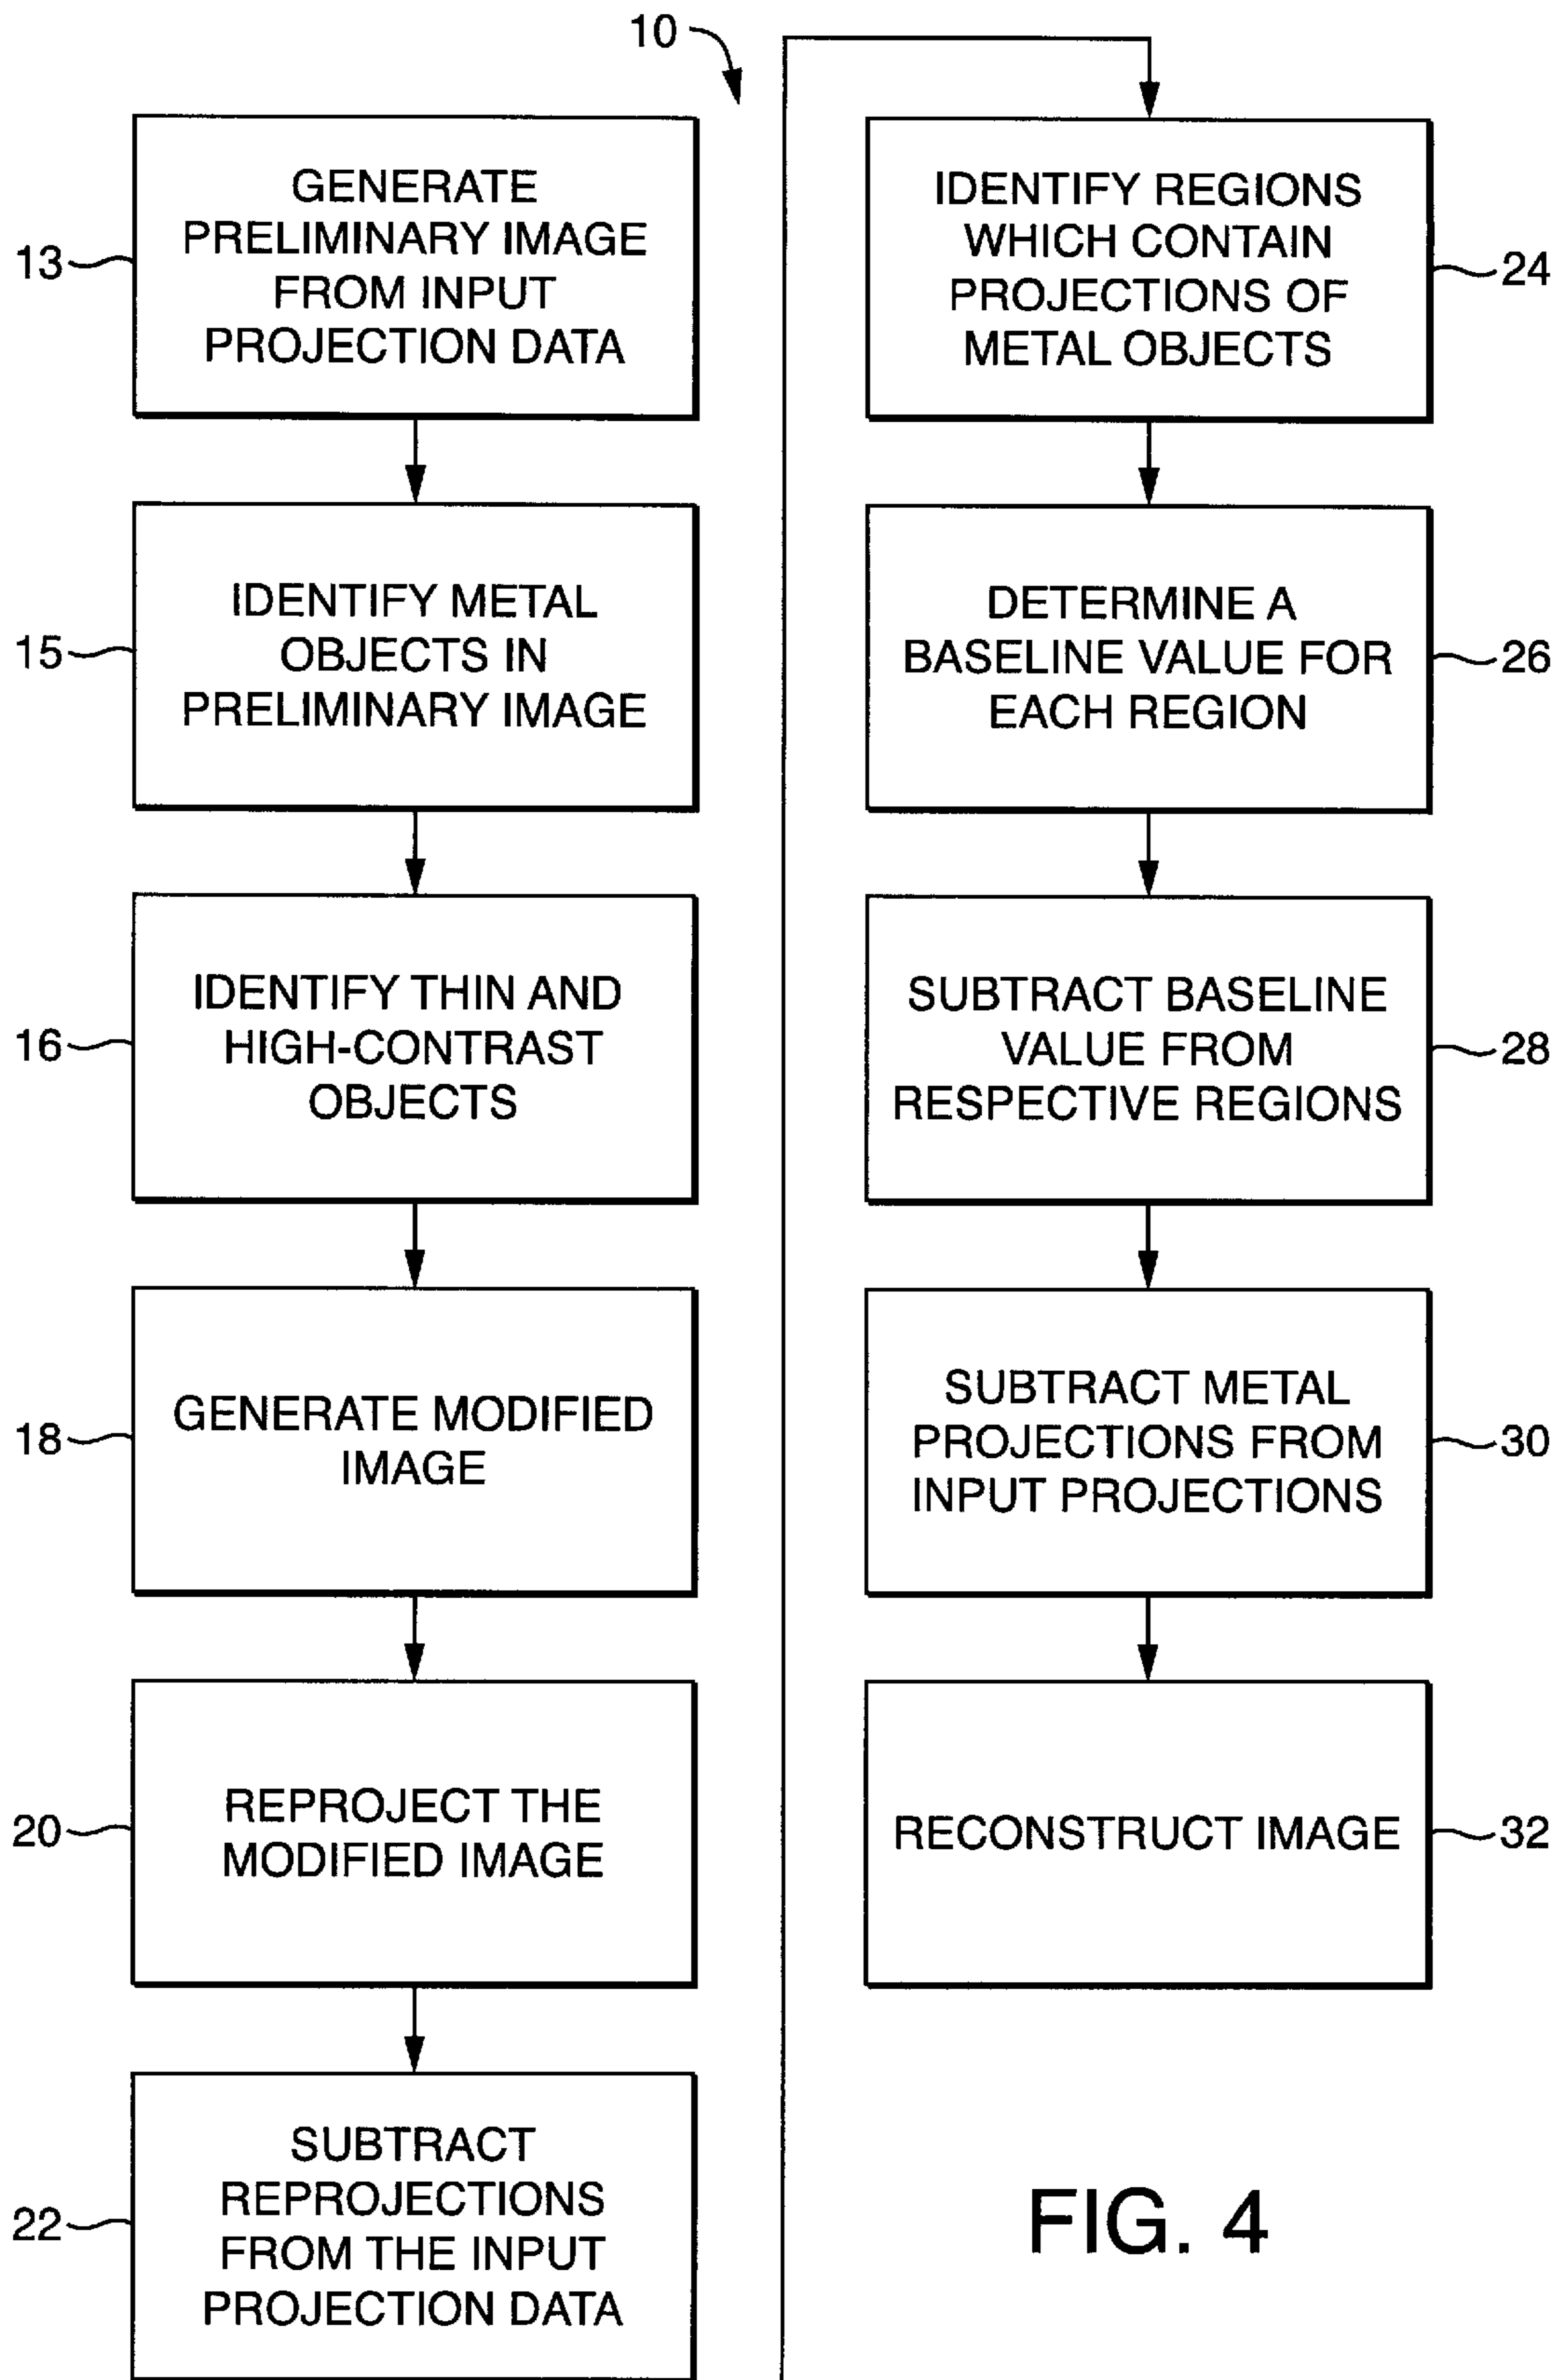 10
13
GENERATE
PRELIMINARY IMAGE
FROM INPUT
PROJECTION DATA
15
IDENTIFY METAL
OBJECTS IN
PRELIMINARY IMAGE
16
IDENTIFY THIN AND
HIGH-CONTRAST
OBJECTS
18
GENERATE MODIFIED
IMAGE
20
REPROJECT THE
MODIFIED IMAGE
22
SUBTRACT
REPROJECTIONS
FROM THE INPUT
PROJECTION DATA
IDENTIFY REGIONS
WHICH CONTAIN
PROJECTIONS OF
METAL OBJECTS
24
DETERMINE A
BASELINE VALUE FOR
EACH REGION
26
SUBTRACT BASELINE
VALUE FROM
RESPECTIVE REGIONS
28
SUBTRACT METAL
PROJECTIONS FROM
INPUT PROJECTIONS
30
RECONSTRUCT IMAGE
32
FIG. 4